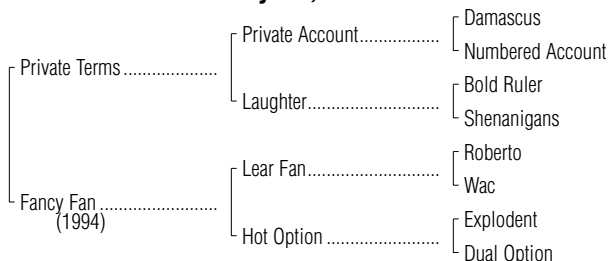 Damascus
Private Account
Numbered Account
Private Terms
Bold Ruler
Laughter
Shenanigans
Roberto
Lear Fan
Wac
Fancy Fan
(1994)
Explodent
Hot Option
Dual Option